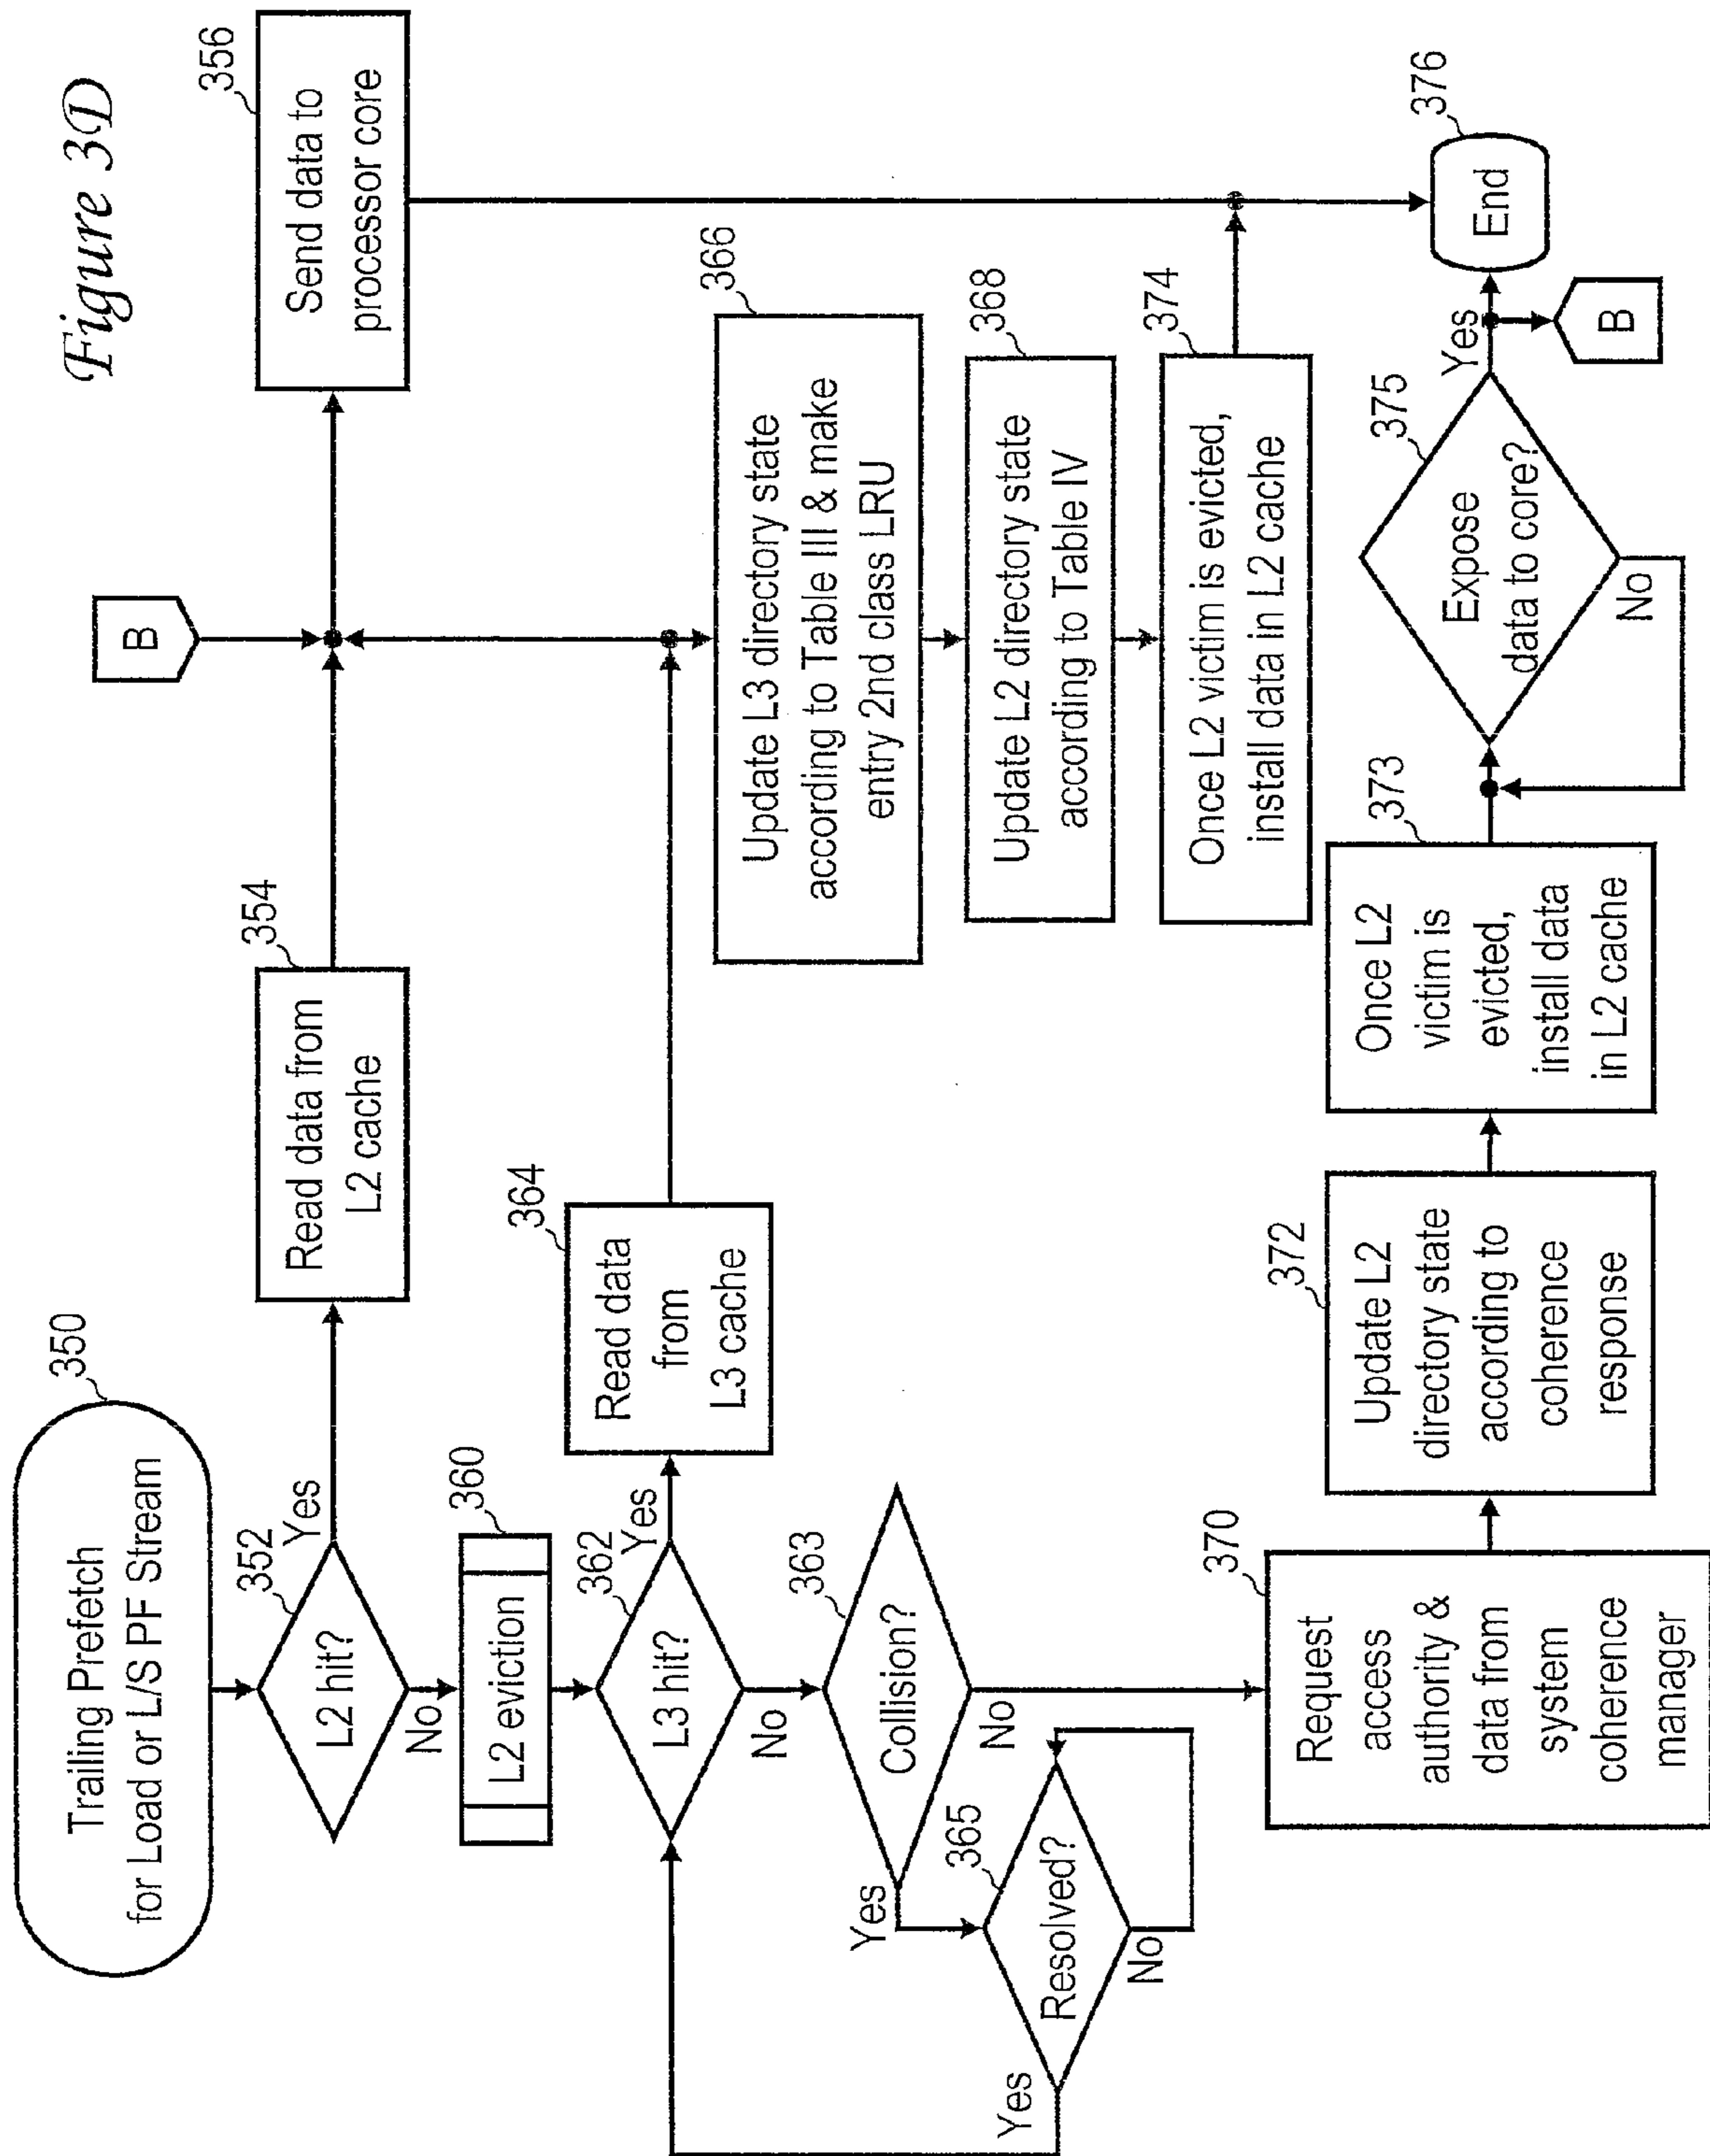 Figure 3D
350
Trailing Prefetch
for Load or L/S PF Stream
352
L2 hit?
Yes
No
354
Read data from
L2 cache
B
356
Send data to
processor core
360
L2 eviction
362
L3 hit?
Yes
No
364
Read data
from
L3 cache
366
Update L3 directory state
according to Table III & make
entry 2nd class LRU
368
Update L2 directory state
according to Table IV
374
Once L2 victim is evicted,
install data in L2 cache
363
Collision?
Yes
No
365
Resolved?
Yes
No
370
Request
access
authority &
data from
system
coherence
manager
372
Update L2
directory state
according to
coherence
response
373
Once L2
victim is
evicted,
install data
in L2 cache
375
Expose
data to core?
Yes
No
B
376
End